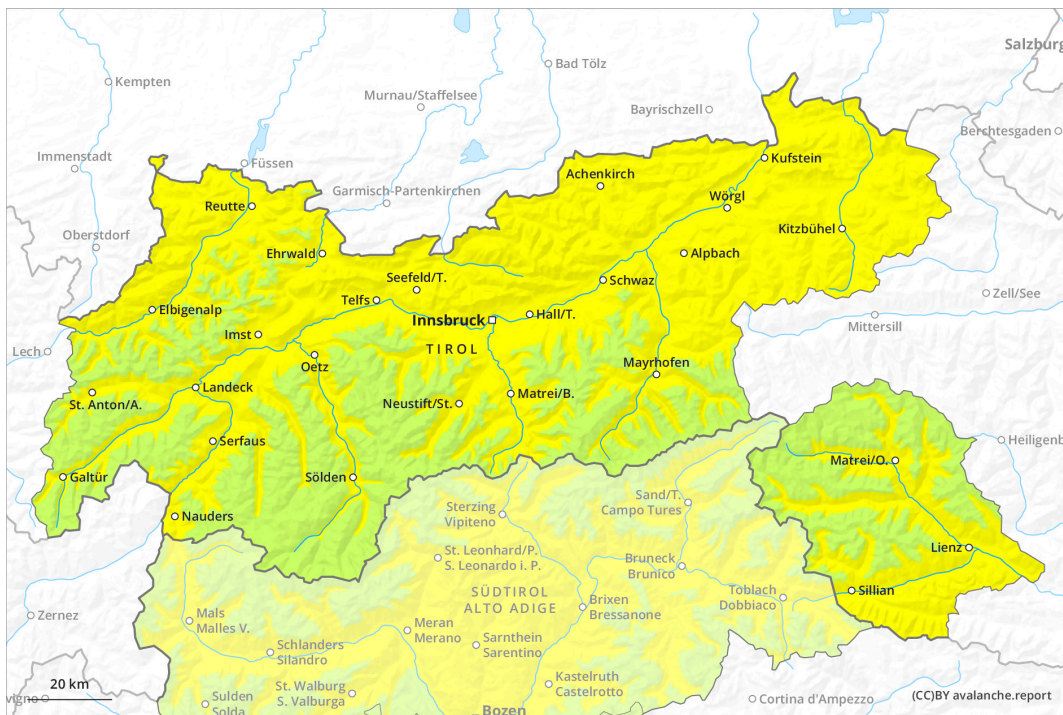 Salzburg
Kempten
Bad Tölz
Murnau/Staffelsee
Bayrischzell
Berchtesgaden
Immenstadt
Füssen
Kufstein
Achenkirch
Garmisch-Partenkirchen
Reutte
Wörgl
Oberstdorf
Kitzbühel
Ehrwald
Alpbach
Seefeld/T.
Schwaz
Telfs
Zell/See
Elbigenalp
Innsbruck
Hall/T.
Mittersill
Imst
Lech
TIROL
Oetz
Mayrhofen
Landeck
Matrei/B.
St. Anton/A.
Neustift/St.
Serfaus
Heiligenb
Matrei/O.
Galtür
Sölden
Sand/T.
Campo Tures
Sterzing
Vipiteno
Nauders
Lienz
St. Leonhard/P.
S. Leonardo i. P.
Bruneck
Brunico
Sillian
SÜDTIROL
ALTO ADIGE
Toblach
Dobbiaco
Brixen
Bressanone
Zernez
Mals
Malles V.
Meran
Merano
Sarnthein
Sarentino
Schlanders
Silandro
Kastelruth
Castelrotto
20 km
St. Walburg
S. Valburga
vigno
Sulden
Solda
Cortina d'Ampezzo
(CC)BY avalanche.report
Bozen